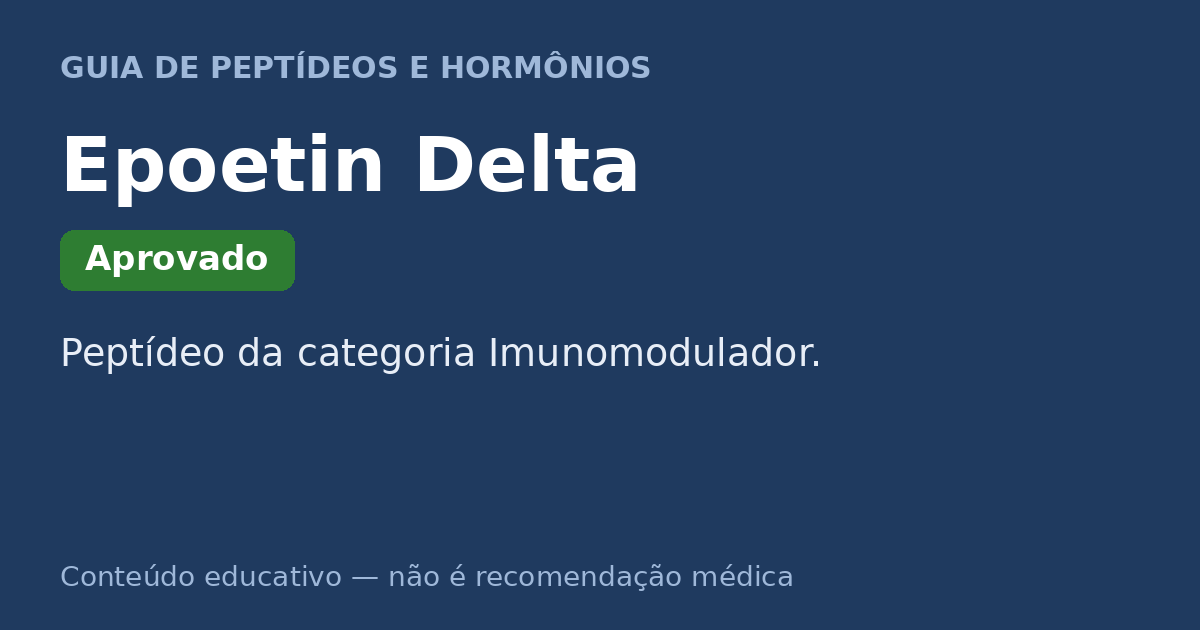 GUIA DE PEPTÍDEOS E HORMÔNIOS
Epoetin Delta
Aprovado
Peptídeo da categoria Imunomodulador.
Conteúdo educativo — não é recomendação médica